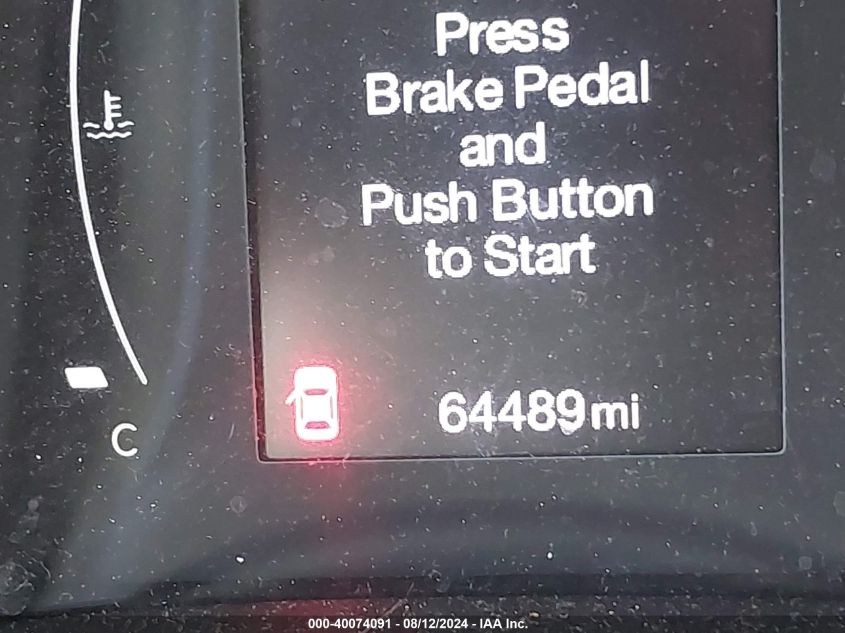 Press
Brake Pedal
and
Push Button
to Start
64489mi
C
000-40074091 - 08/12/2024 - IAA Inc.